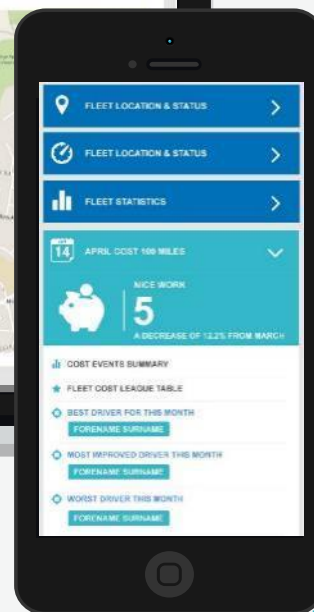 FLEET LOCATION & STATUS
FLEET LOCATION & STATUS
FLEET STATISTICS
14
APRIL COST 100 MILES
NICE WORK
5
A DECREASE OF 12.2% FROM MARCH
COST EVENTS SUMMARY
FLEET COST LEAGUE TABLE
BEST DRIVER FOR THIS MONTH
FORENAME SURNAME
MOST IMPROVED DRIVER THIS MONTH
FORENAME SURNAME
WORST DRIVER THIS MONTH
FORENAME SURNAME